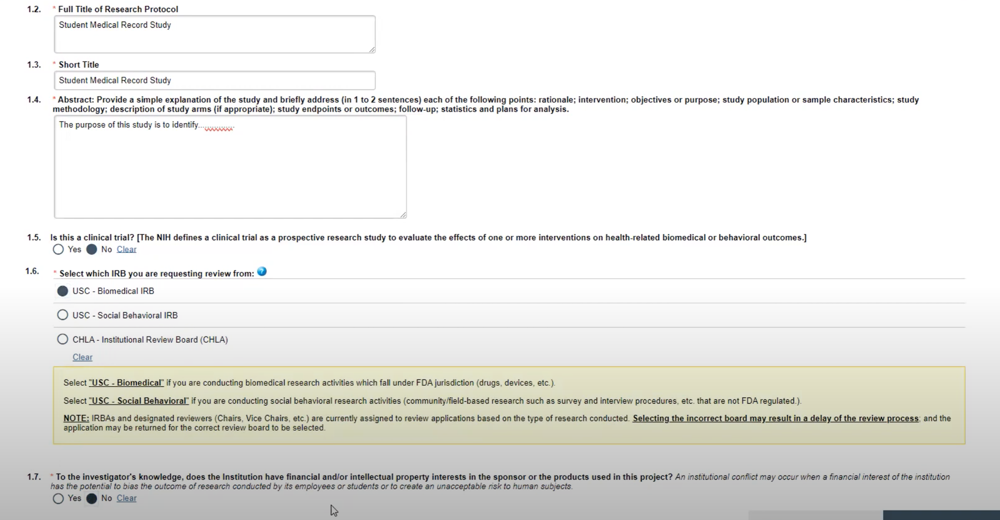 1.2. * Full Title of Research Protocol
Student Medical Record Study
1.3. * Short Title
Student Medical Record Study
1.4. * Abstract: Provide a simple explanation of the study and briefly address (in 1 to 2 sentences) each of the following points: rationale; intervention; objectives or purpose; study population or sample characteristics; study
methodology; description of study arms (if appropriate); study endpoints or outcomes; follow-up; statistics and plans for analysis.
The purpose of this study is to identify...............
1.5. Is this a clinical trial? [The NIH defines a clinical trial as a prospective research study to evaluate the effects of one or more interventions on health-related biomedical or behavioral outcomes.]
Yes No Clear
1.6. * Select which IRB you are requesting review from: ?
USC - Biomedical IRB
USC - Social Behavioral IRB
CHLA - Institutional Review Board (CHLA)
Clear
Select "USC - Biomedical" if you are conducting biomedical research activities which fall under FDA jurisdiction (drugs, devices, etc.).
Select "USC - Social Behavioral" if you are conducting social behavioral research activities (community/field-based research such as survey and interview procedures, etc. that are not FDA regulated.).
NOTE: IRBAs and designated reviewers (Chairs, Vice Chairs, etc.) are currently assigned to review applications based on the type of research conducted. Selecting the incorrect board may result in a delay of the review process; and the
application may be returned for the correct review board to be selected.
1.7. * To the investigator's knowledge, does the Institution have financial and/or intellectual property interests in the sponsor or the products used in this project? An institutional conflict may occur when a financial interest of the institution
has the potential to bias the outcome of research conducted by its employees or students or to create an unacceptable risk to human subjects.
Yes No Clear